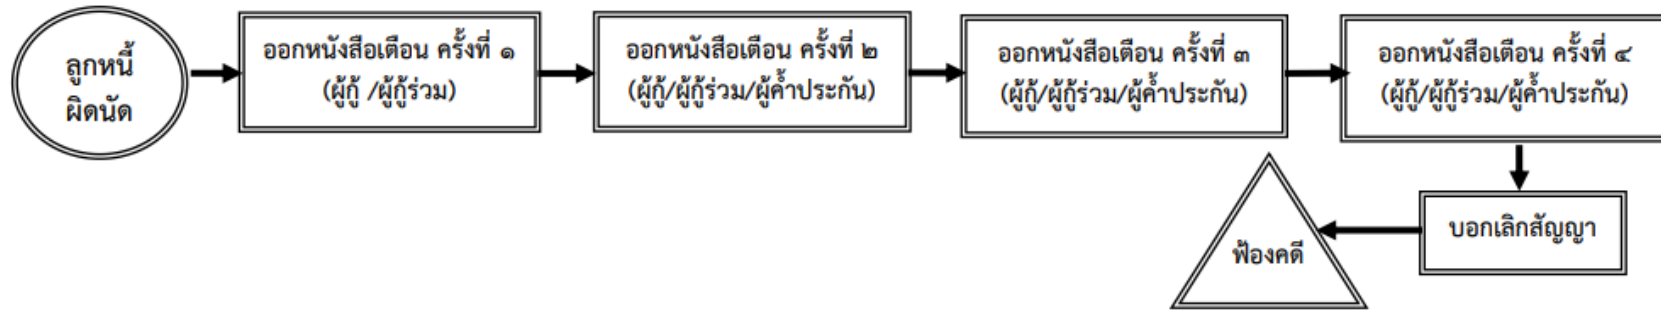 ลูกหนี้
ผิดนัด
ออกหนังสือเตือน ครั้งที่ ๑
(ผู้กู้ /ผู้กู้ร่วม)
ออกหนังสือเตือน ครั้งที่ ๒
(ผู้กู้/ผู้กู้ร่วม/ผู้ค้ำประกัน)
ออกหนังสือเตือน ครั้งที่ ๓
(ผู้กู้/ผู้กู้ร่วม/ผู้ค้ำประกัน)
ออกหนังสือเตือน ครั้งที่ ๔
(ผู้กู้/ผู้กู้ร่วม/ผู้ค้ำประกัน)
บอกเลิกสัญญา
ฟ้องคดี